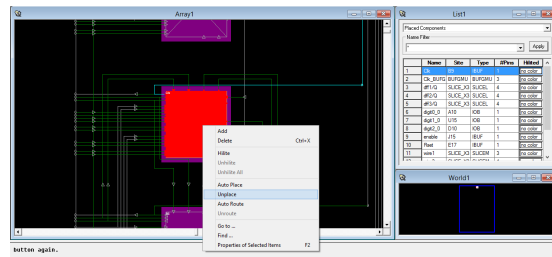 Array1
Add
Delete Ctrl+X
Hilite
Unhilite
Unhilite All
Auto Place
Unplace
Auto Route
Unroute
Go to ...
Find ...
Properties of Selected Items F2
List1
Placed Components
Name Filter
*
Apply
Name Site Type #Pins Hilited
1 Clk B9 IBUF 1 no color
2 Clk_BUFG BUFGMU BUFGMU 3 no color
3 dff1/Q SLICE_X3 SLICEL 4 no color
4 dff2/Q SLICE_X3 SLICEL 4 no color
5 dff3/Q SLICE_X3 SLICEL 4 no color
6 digit0_0 A10 IOB 1 no color
7 digit1_0 U15 IOB 1 no color
8 digit2_0 D10 IOB 1 no color
9 enable J15 IBUF 1 no color
10 Rset E17 IBUF 1 no color
11 wire1 SLICE_X3 SLICEM 3 no color
World1
button again.